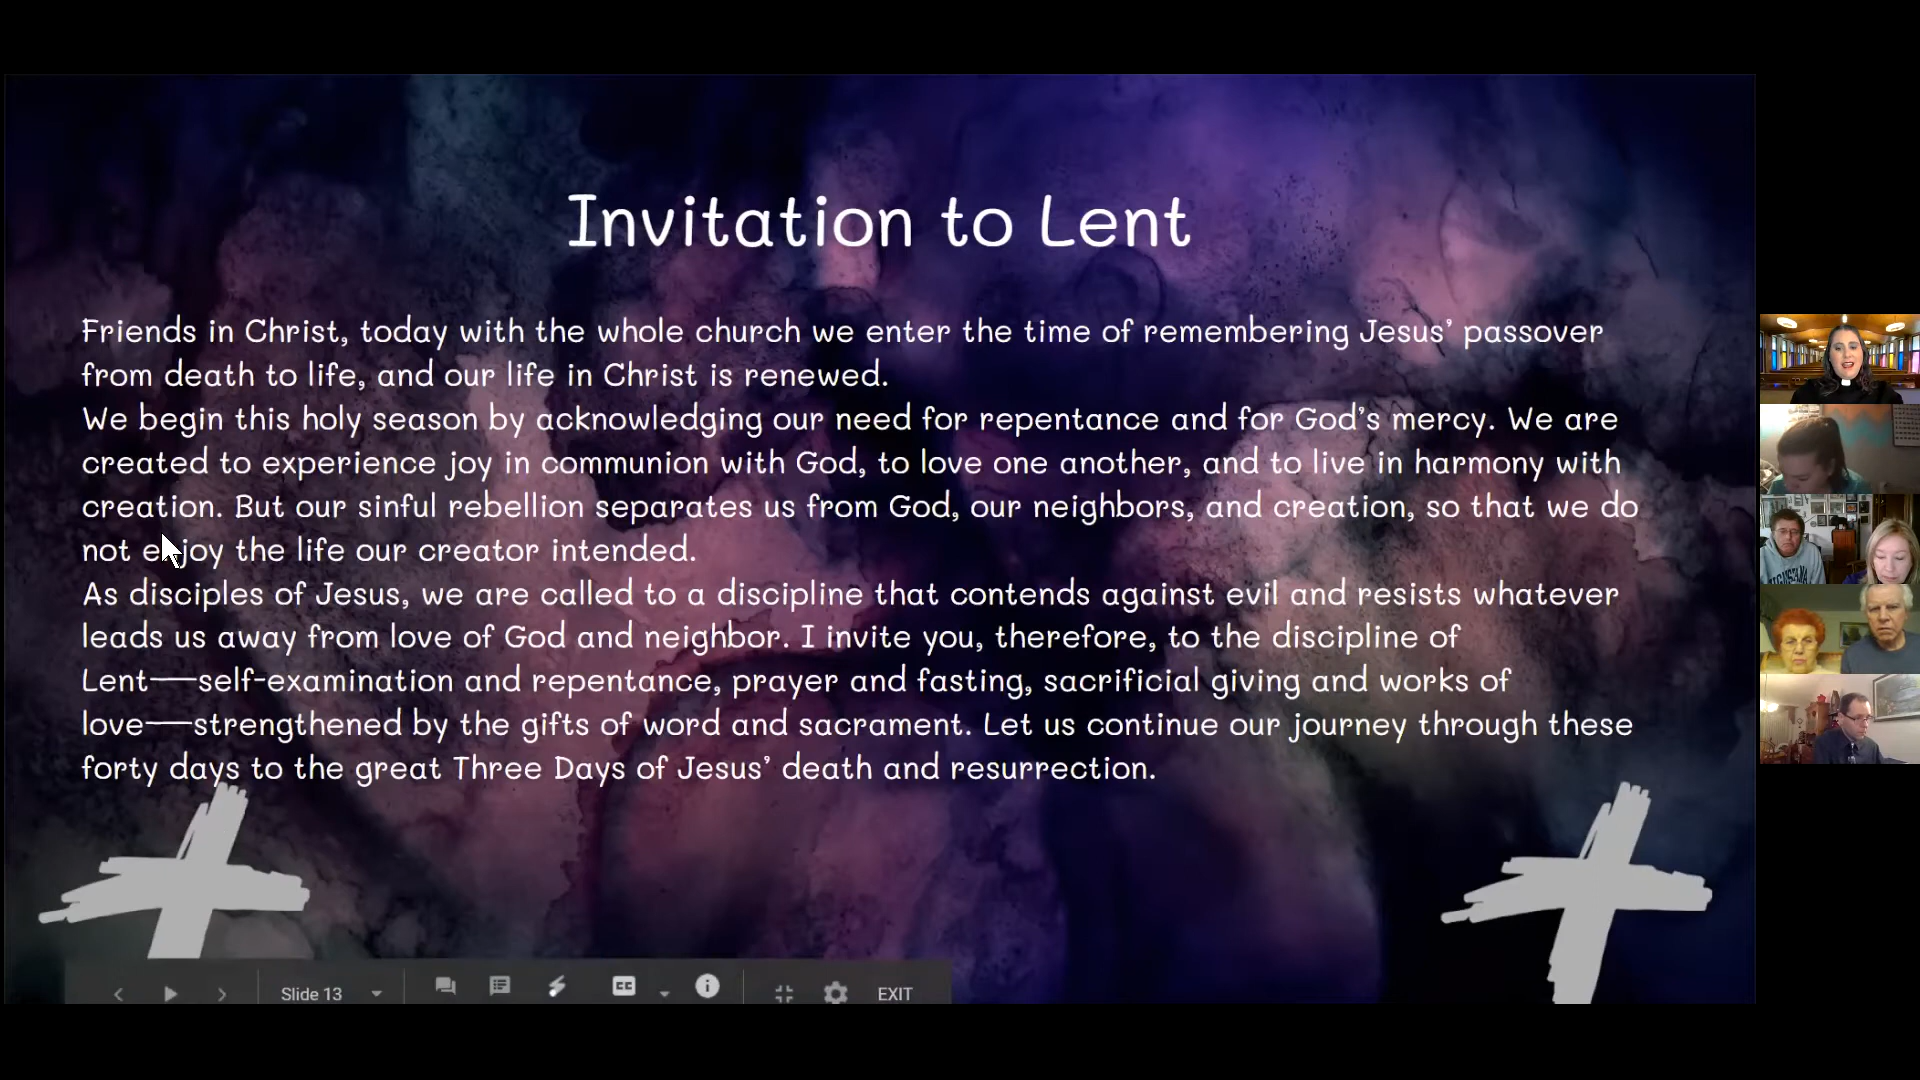 Invitation to Lent
Friends in Christ, today with the whole church we enter the time of remembering Jesus’ passover
from death to life, and our life in Christ is renewed.
We begin this holy season by acknowledging our need for repentance and for God’s mercy. We are
created to experience joy in communion with God, to love one another, and to live in harmony with
creation. But our sinful rebellion separates us from God, our neighbors, and creation, so that we do
not enjoy the life our creator intended.
As disciples of Jesus, we are called to a discipline that contends against evil and resists whatever
leads us away from love of God and neighbor. I invite you, therefore, to the discipline of
Lent—self-examination and repentance, prayer and fasting, sacrificial giving and works of
love—strengthened by the gifts of word and sacrament. Let us continue our journey through these
forty days to the great Three Days of Jesus’ death and resurrection.
Slide 13
CC
EXIT